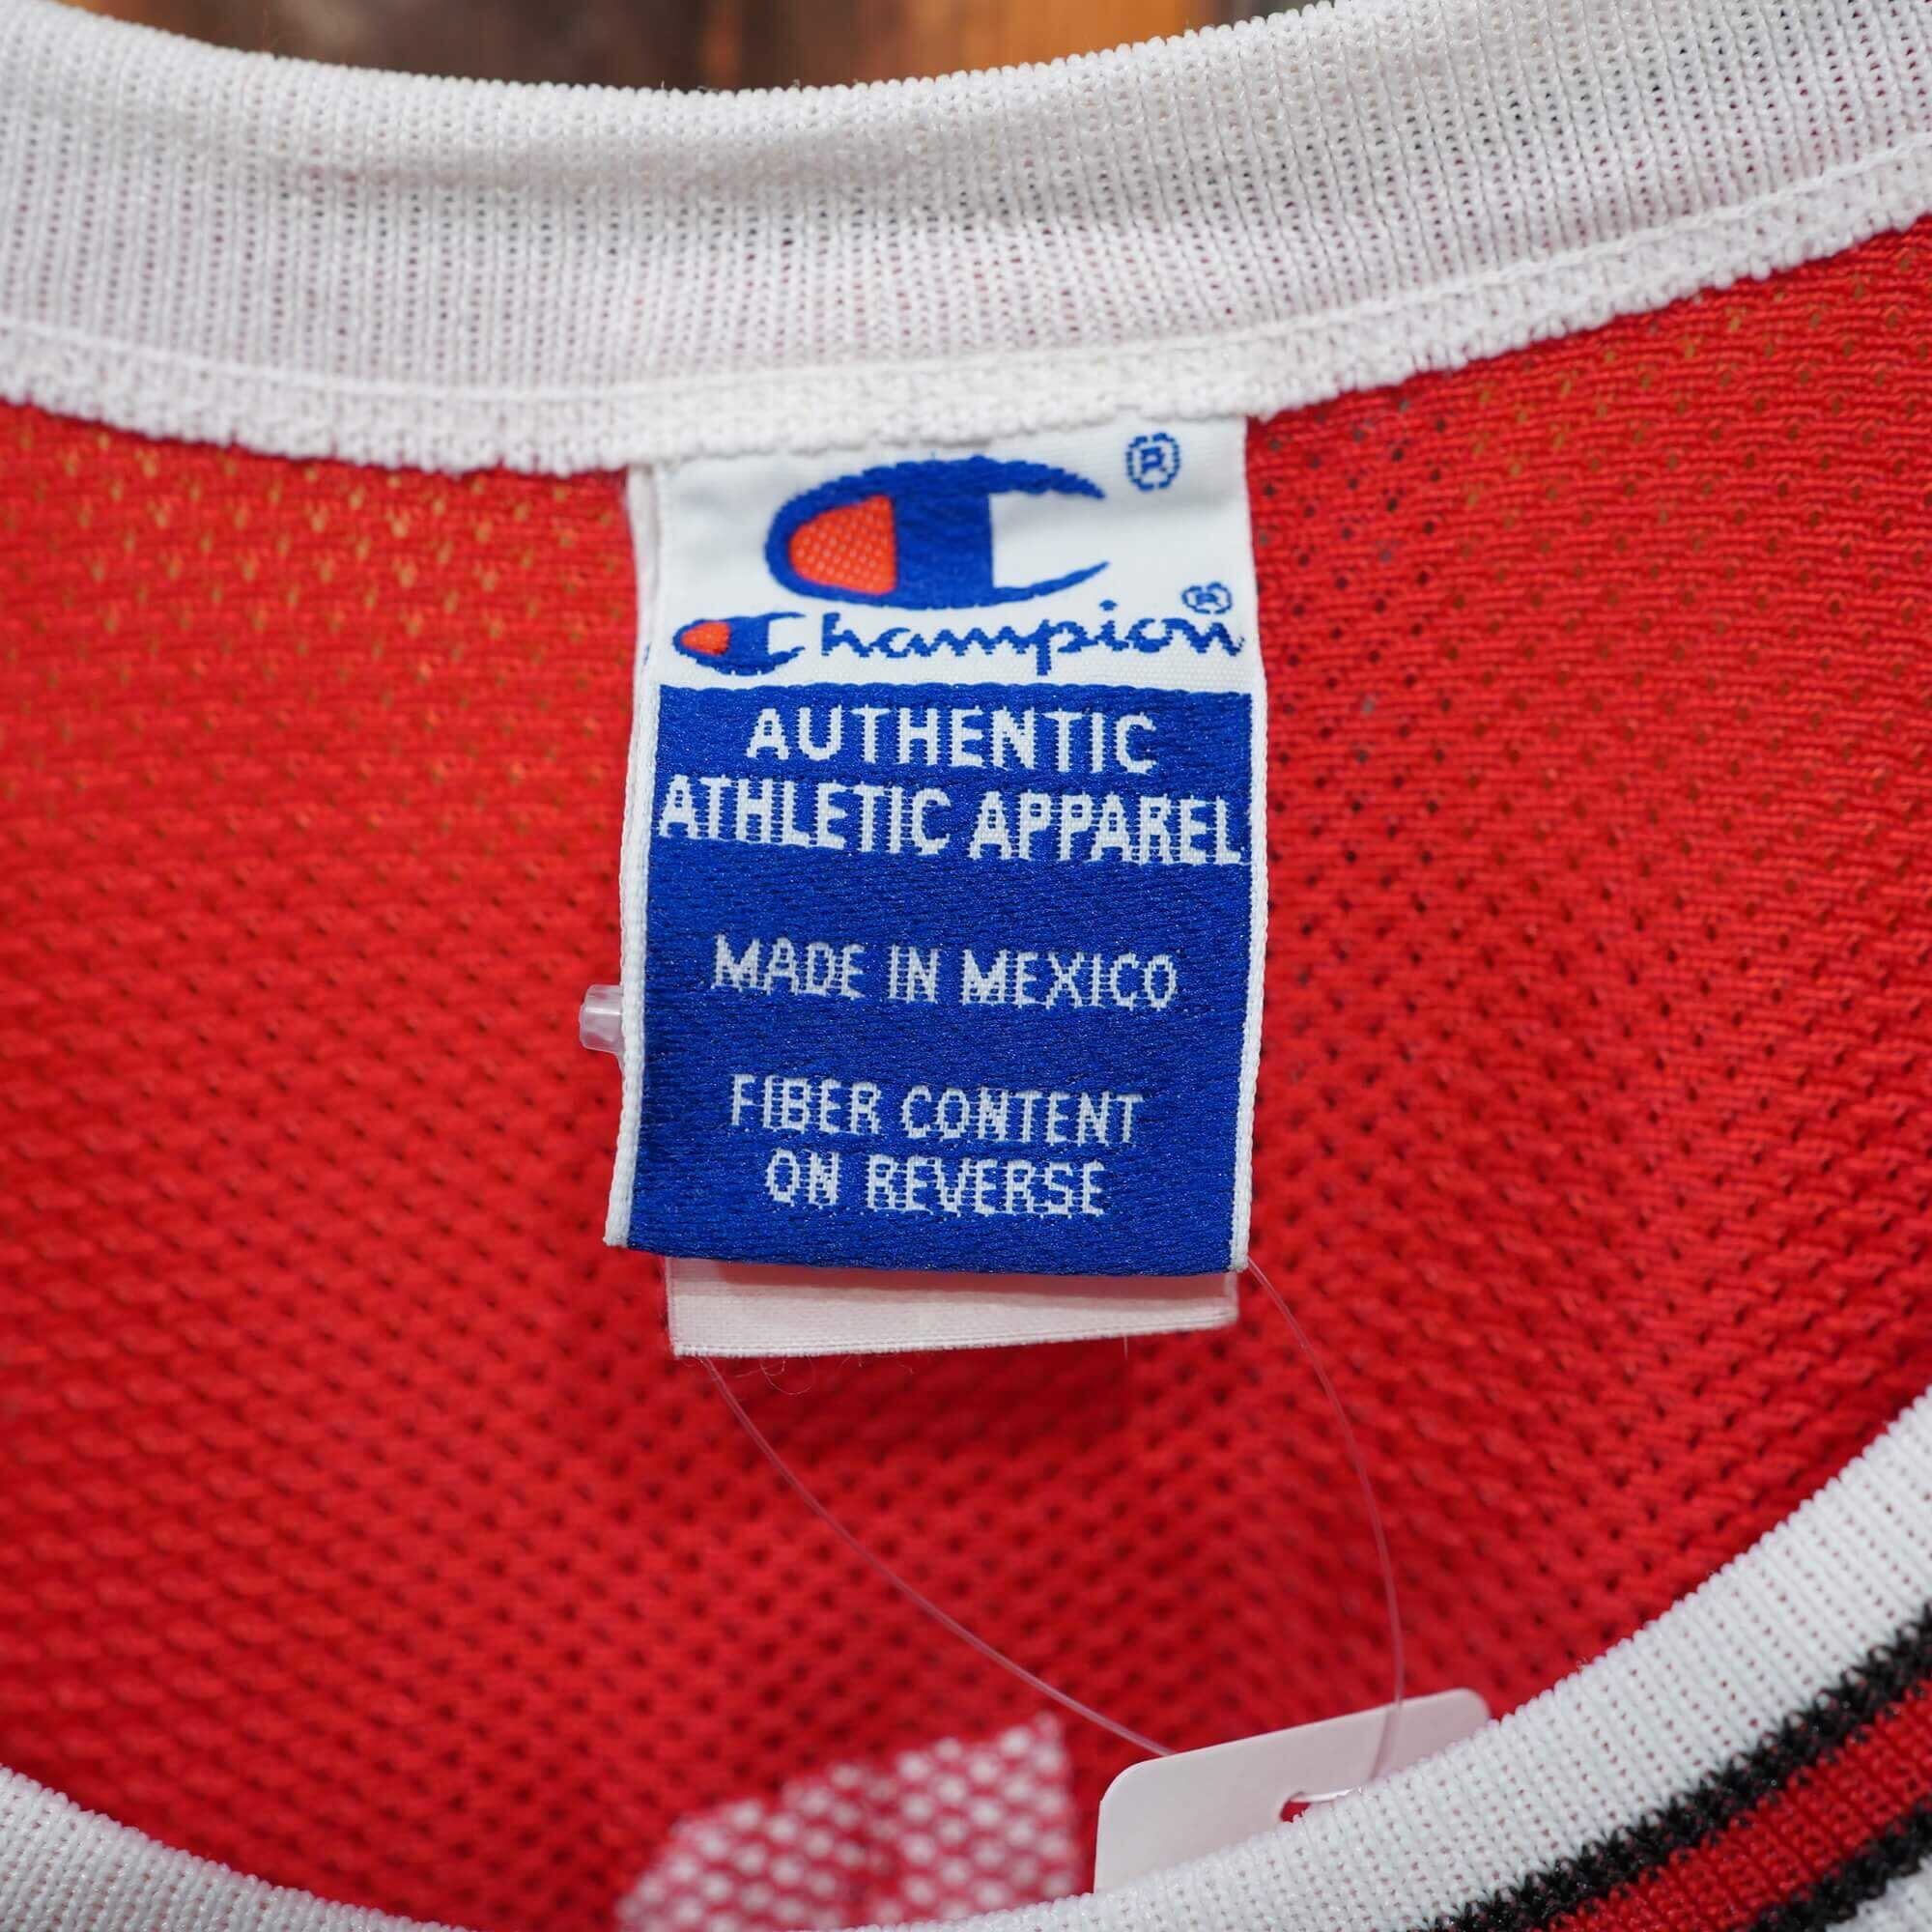 ®
Champion®
AUTHENTIC
ATHLETIC APPAREL
MADE IN MEXICO
FIBER CONTENT
ON REVERSE